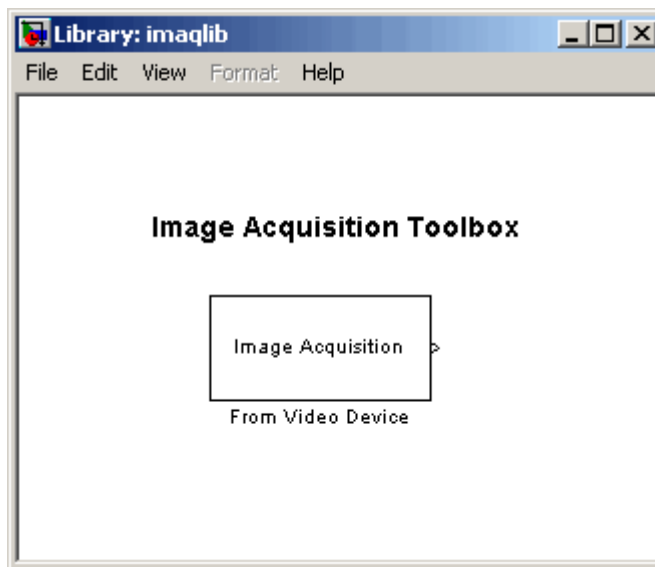 Library: imaqlib
File Edit View Format Help
Image Acquisition Toolbox
Image Acquisition
From Video Device